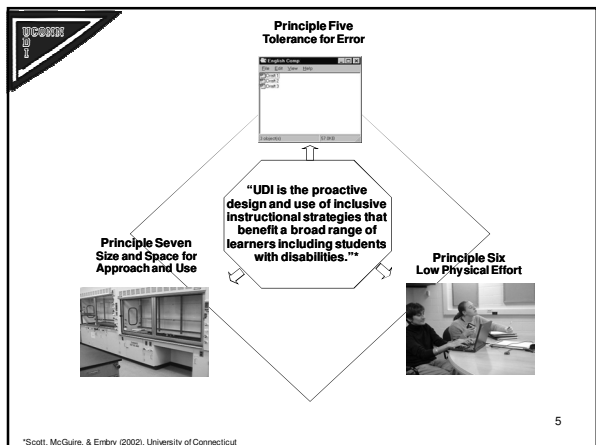 UCONN
U
D
I
Principle Five
Tolerance for Error
English Comp
File Edit View Help
Draft 1
Draft 2
Draft 3
57.0KB
"UDI is the proactive
design and use of inclusive
instructional strategies that
benefit a broad range of
learners including students
with disabilities."*
Principle Seven
Size and Space for
Approach and Use
Principle Six
Low Physical Effort
5
*Scott, McGuire, & Embry (2002), University of Connecticut